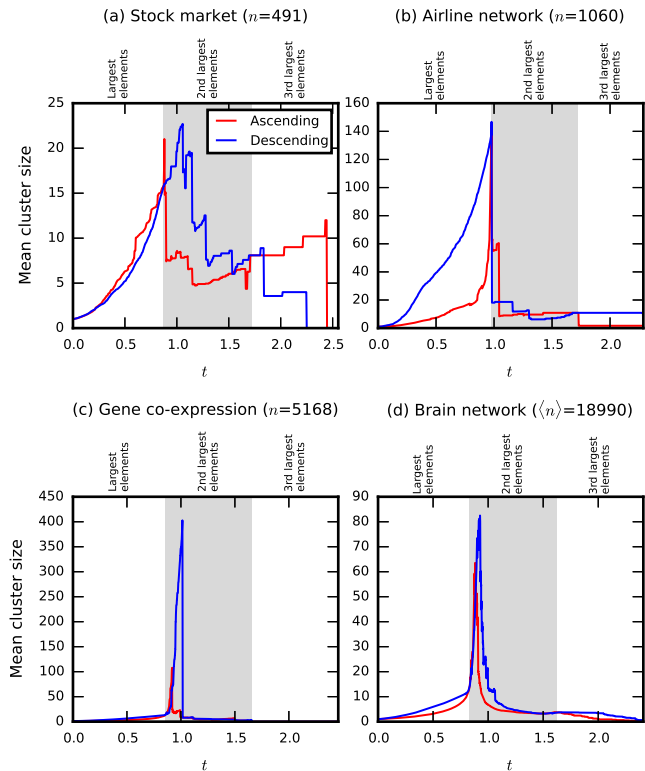 (a) Stock market (n=491)
Largest
elements
2nd largest
elements
3rd largest
elements
25
20
15
10
5
0
Mean cluster size
Ascending
Descending
0.0 0.5 1.0 1.5 2.0 2.5
t
(b) Airline network (n=1060)
Largest
elements
2nd largest
elements
3rd largest
elements
160
140
120
100
80
60
40
20
0
0.0 0.5 1.0 1.5 2.0
t
(c) Gene co-expression (n=5168)
Largest
elements
2nd largest
elements
3rd largest
elements
450
400
350
300
250
200
150
100
50
0
Mean cluster size
0.0 0.5 1.0 1.5 2.0
t
(d) Brain network (⟨n⟩=18990)
Largest
elements
2nd largest
elements
3rd largest
elements
90
80
70
60
50
40
30
20
10
0
0.0 0.5 1.0 1.5 2.0
t